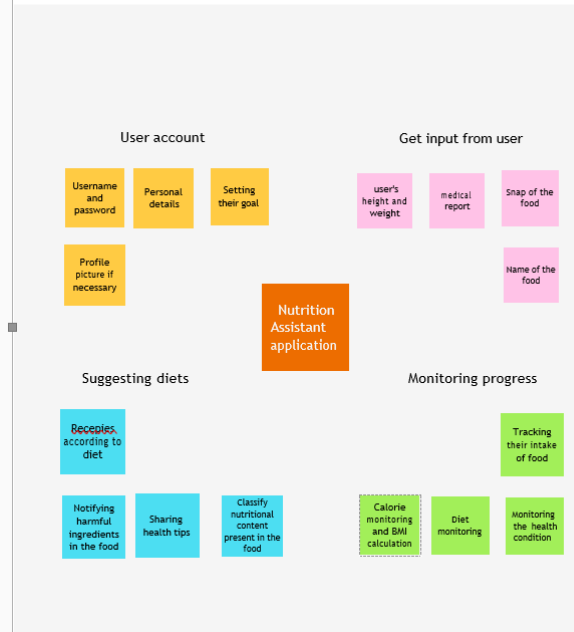 User account
Username
and
password
Personal
details
Setting
their goal
Profile
picture if
necessary
Get input from user
user's
height and
weight
medical
report
Snap of the
food
Name of the
food
Nutrition
Assistant
application
Suggesting diets
Recepies
according to
diet
Notifying
harmful
ingredients
in the food
Sharing
health tips
Classify
nutritional
content
present in the
food
Monitoring progress
Tracking
their intake
of food
Calorie
monitoring
and BMI
calculation
Diet
monitoring
Monitoring
the health
condition